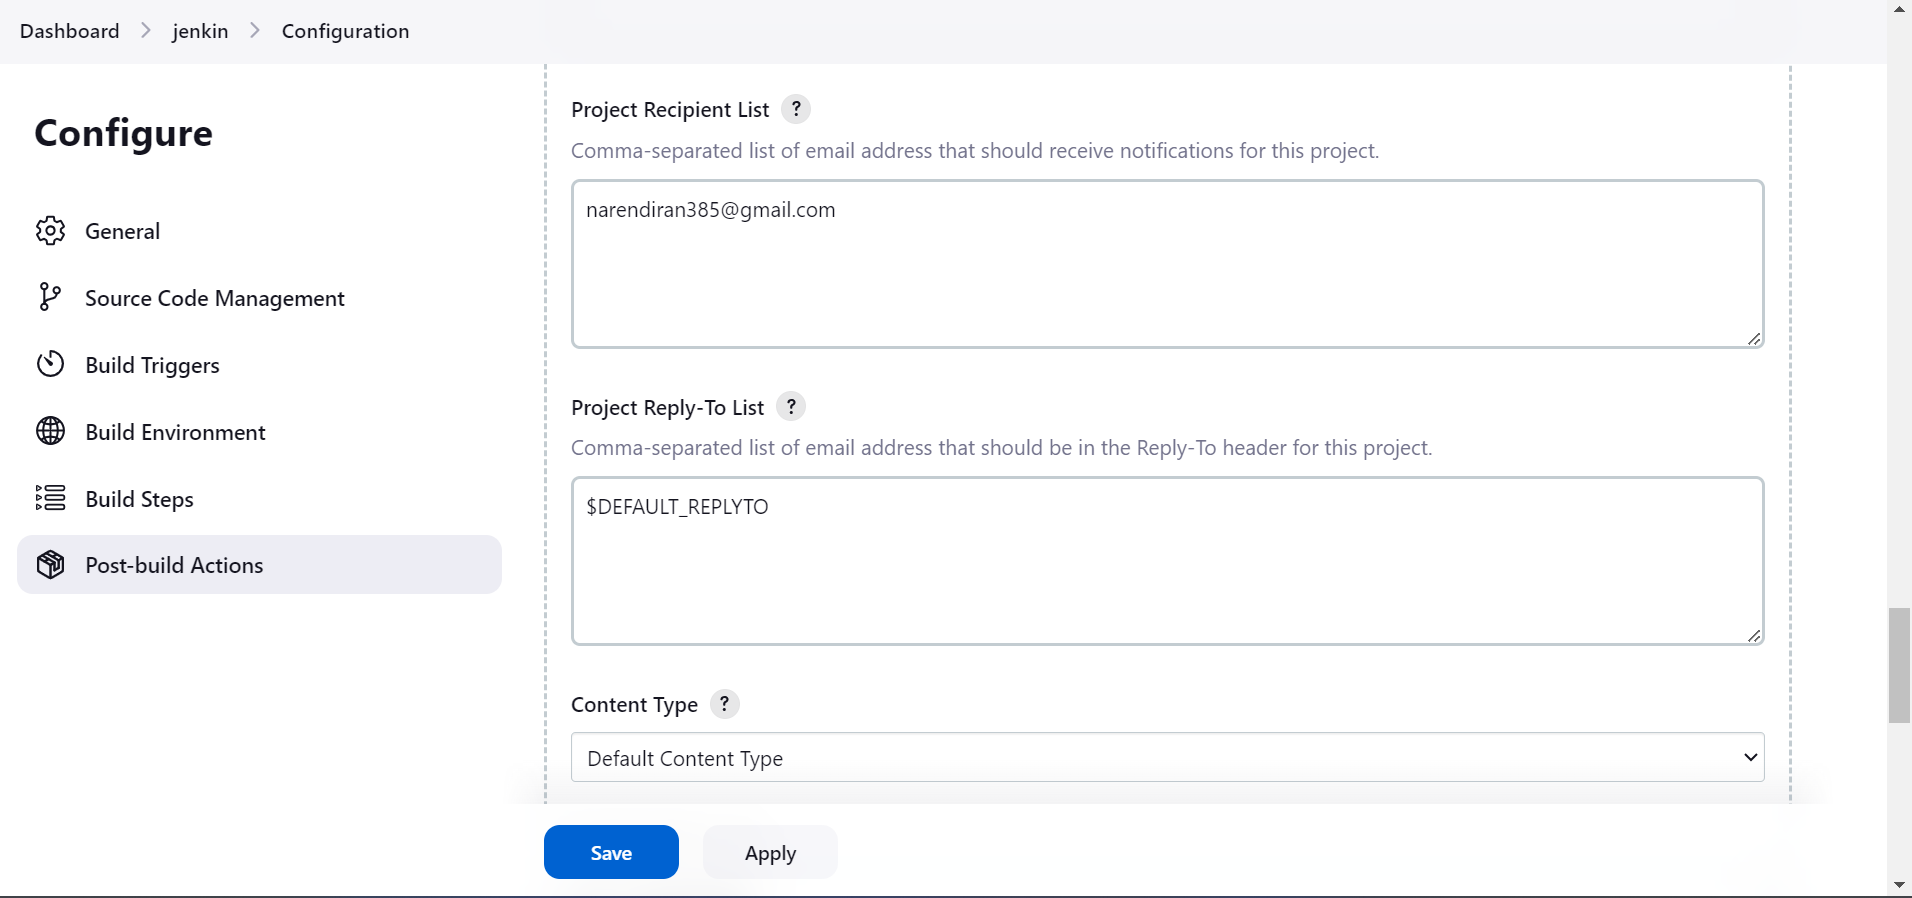 Dashboard > jenkin > Configuration
Configure
General
Source Code Management
Build Triggers
Build Environment
Build Steps
Post-build Actions
Project Recipient List ?
Comma-separated list of email address that should receive notifications for this project.
narendiran385@gmail.com
Project Reply-To List ?
Comma-separated list of email address that should be in the Reply-To header for this project.
$DEFAULT_REPLYTO
Content Type ?
Default Content Type
Save Apply